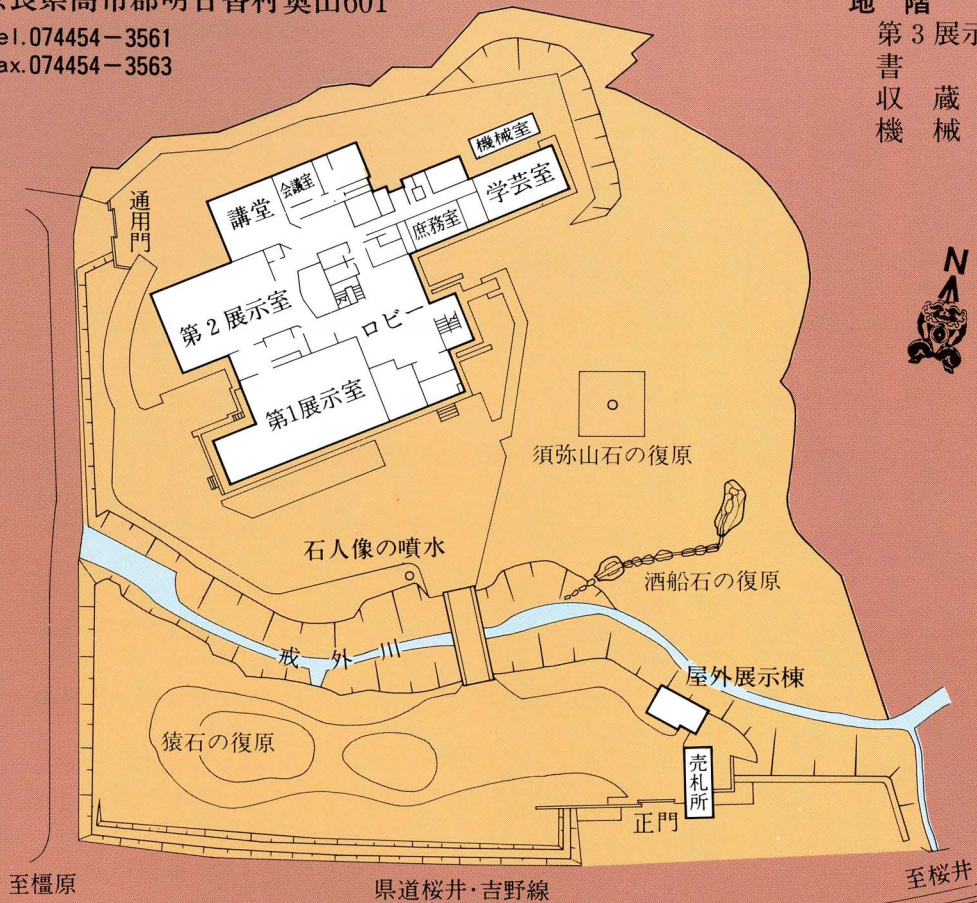 良県高市郡明日香村奥山601
el.074454-3561
ax.074454-3563
地 階
第3展示
書
収 蔵
機 械
通用門
講堂
会議室
機械室
学芸室
庶務室
第2展示室
ロビー
第1展示室
N
須弥山石の復原
石人像の噴水
酒船石の復原
戒外川
屋外展示棟
猿石の復原
売札所
正門
至橿原
県道桜井・吉野線
至桜井